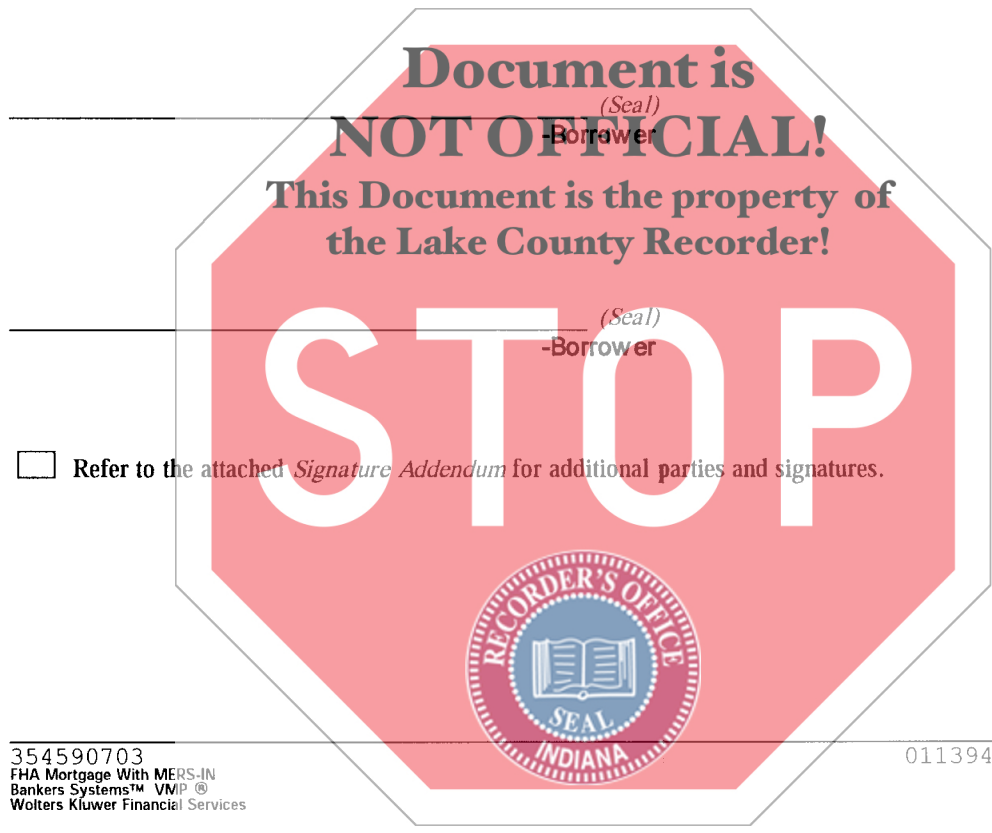 Document is
(Seal)
-Borrower
NOT OFFICIAL!
This Document is the property of
the Lake County Recorder!
(Seal)
-Borrower
STOP
Refer to the attached Signature Addendum for additional parties and signatures.
RECORDER'S OFFICE
SEAL
INDIANA
354590703
011394
FHA Mortgage With MERS-IN
Bankers Systems™ VMP ®
Wolters Kluwer Financial Services